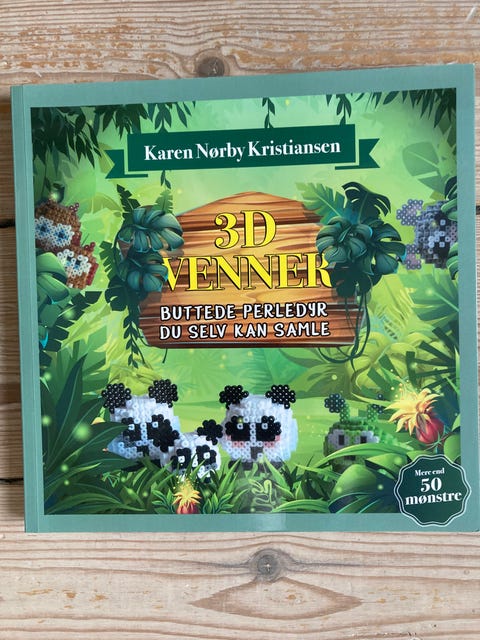 Karen Nørby Kristiansen
3D
VENNER
BUTTEDE PERLEDYR
DU SELV KAN SAMLE
Mere end
50
mønstre